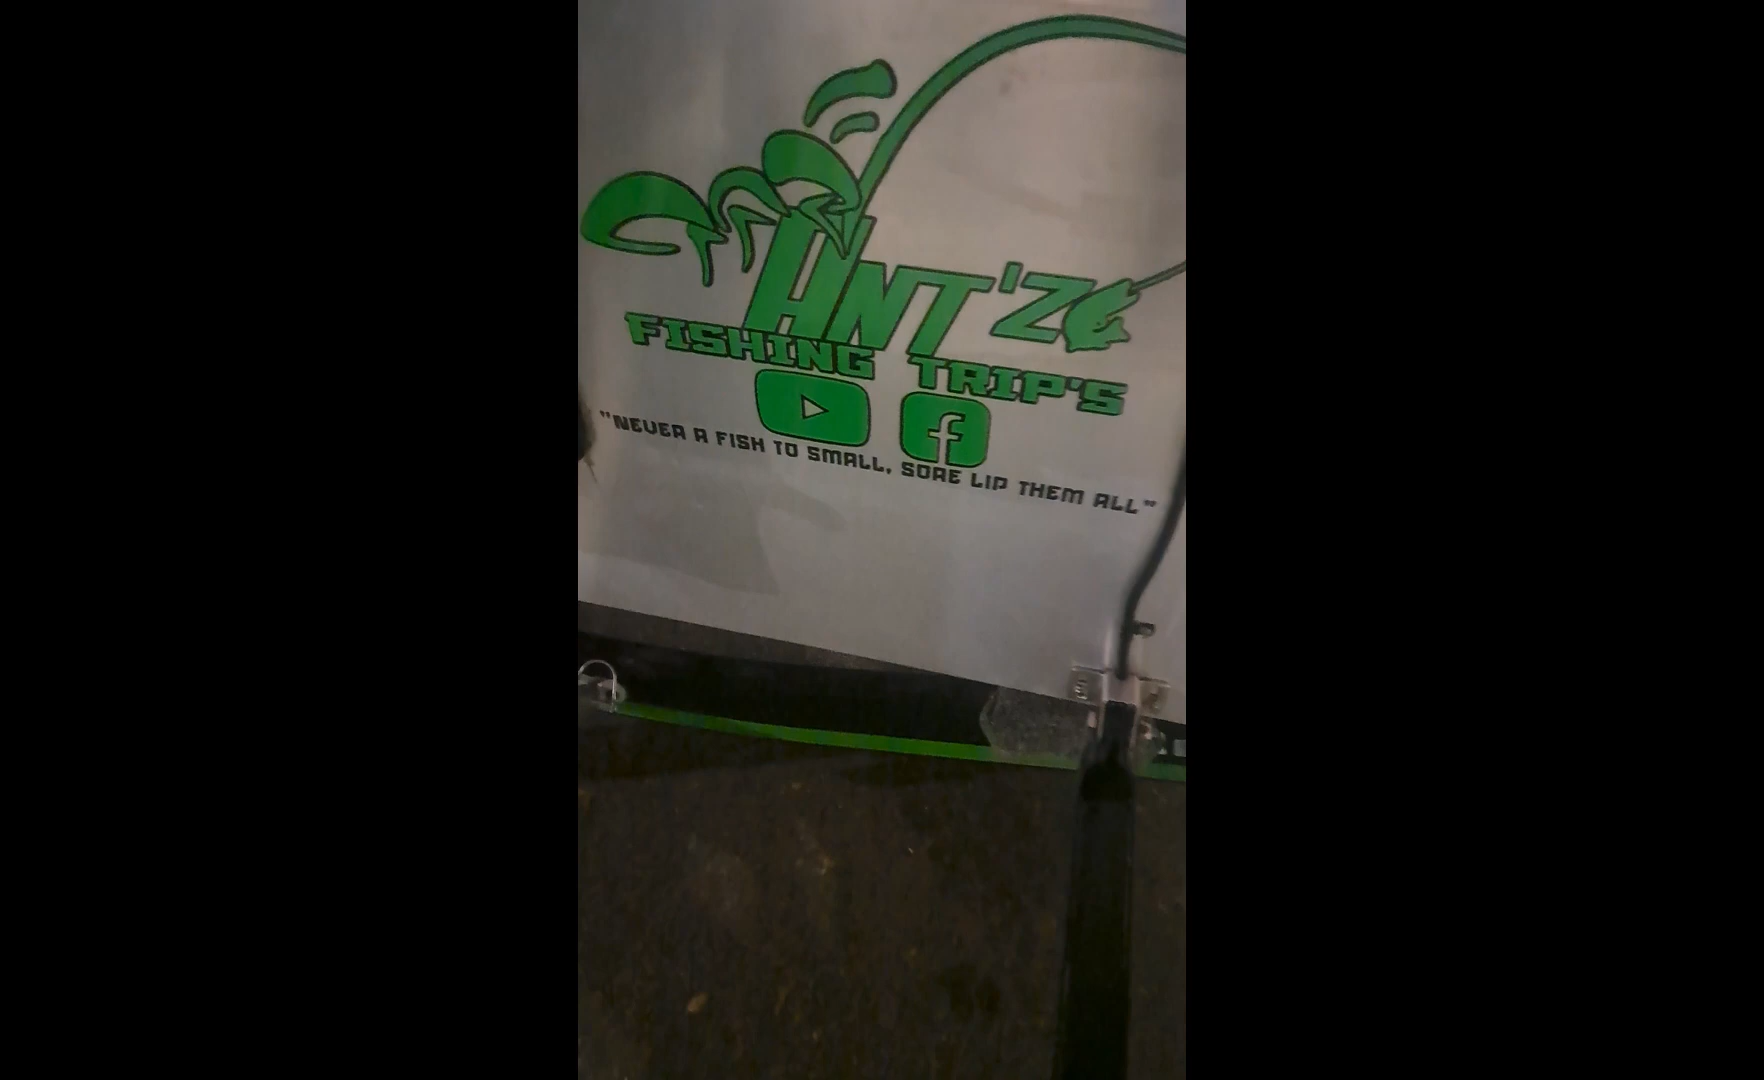 ANT'Z
FISHING TRIP'S
"NEVER A FISH TO SMALL, SORE LIP THEM ALL"